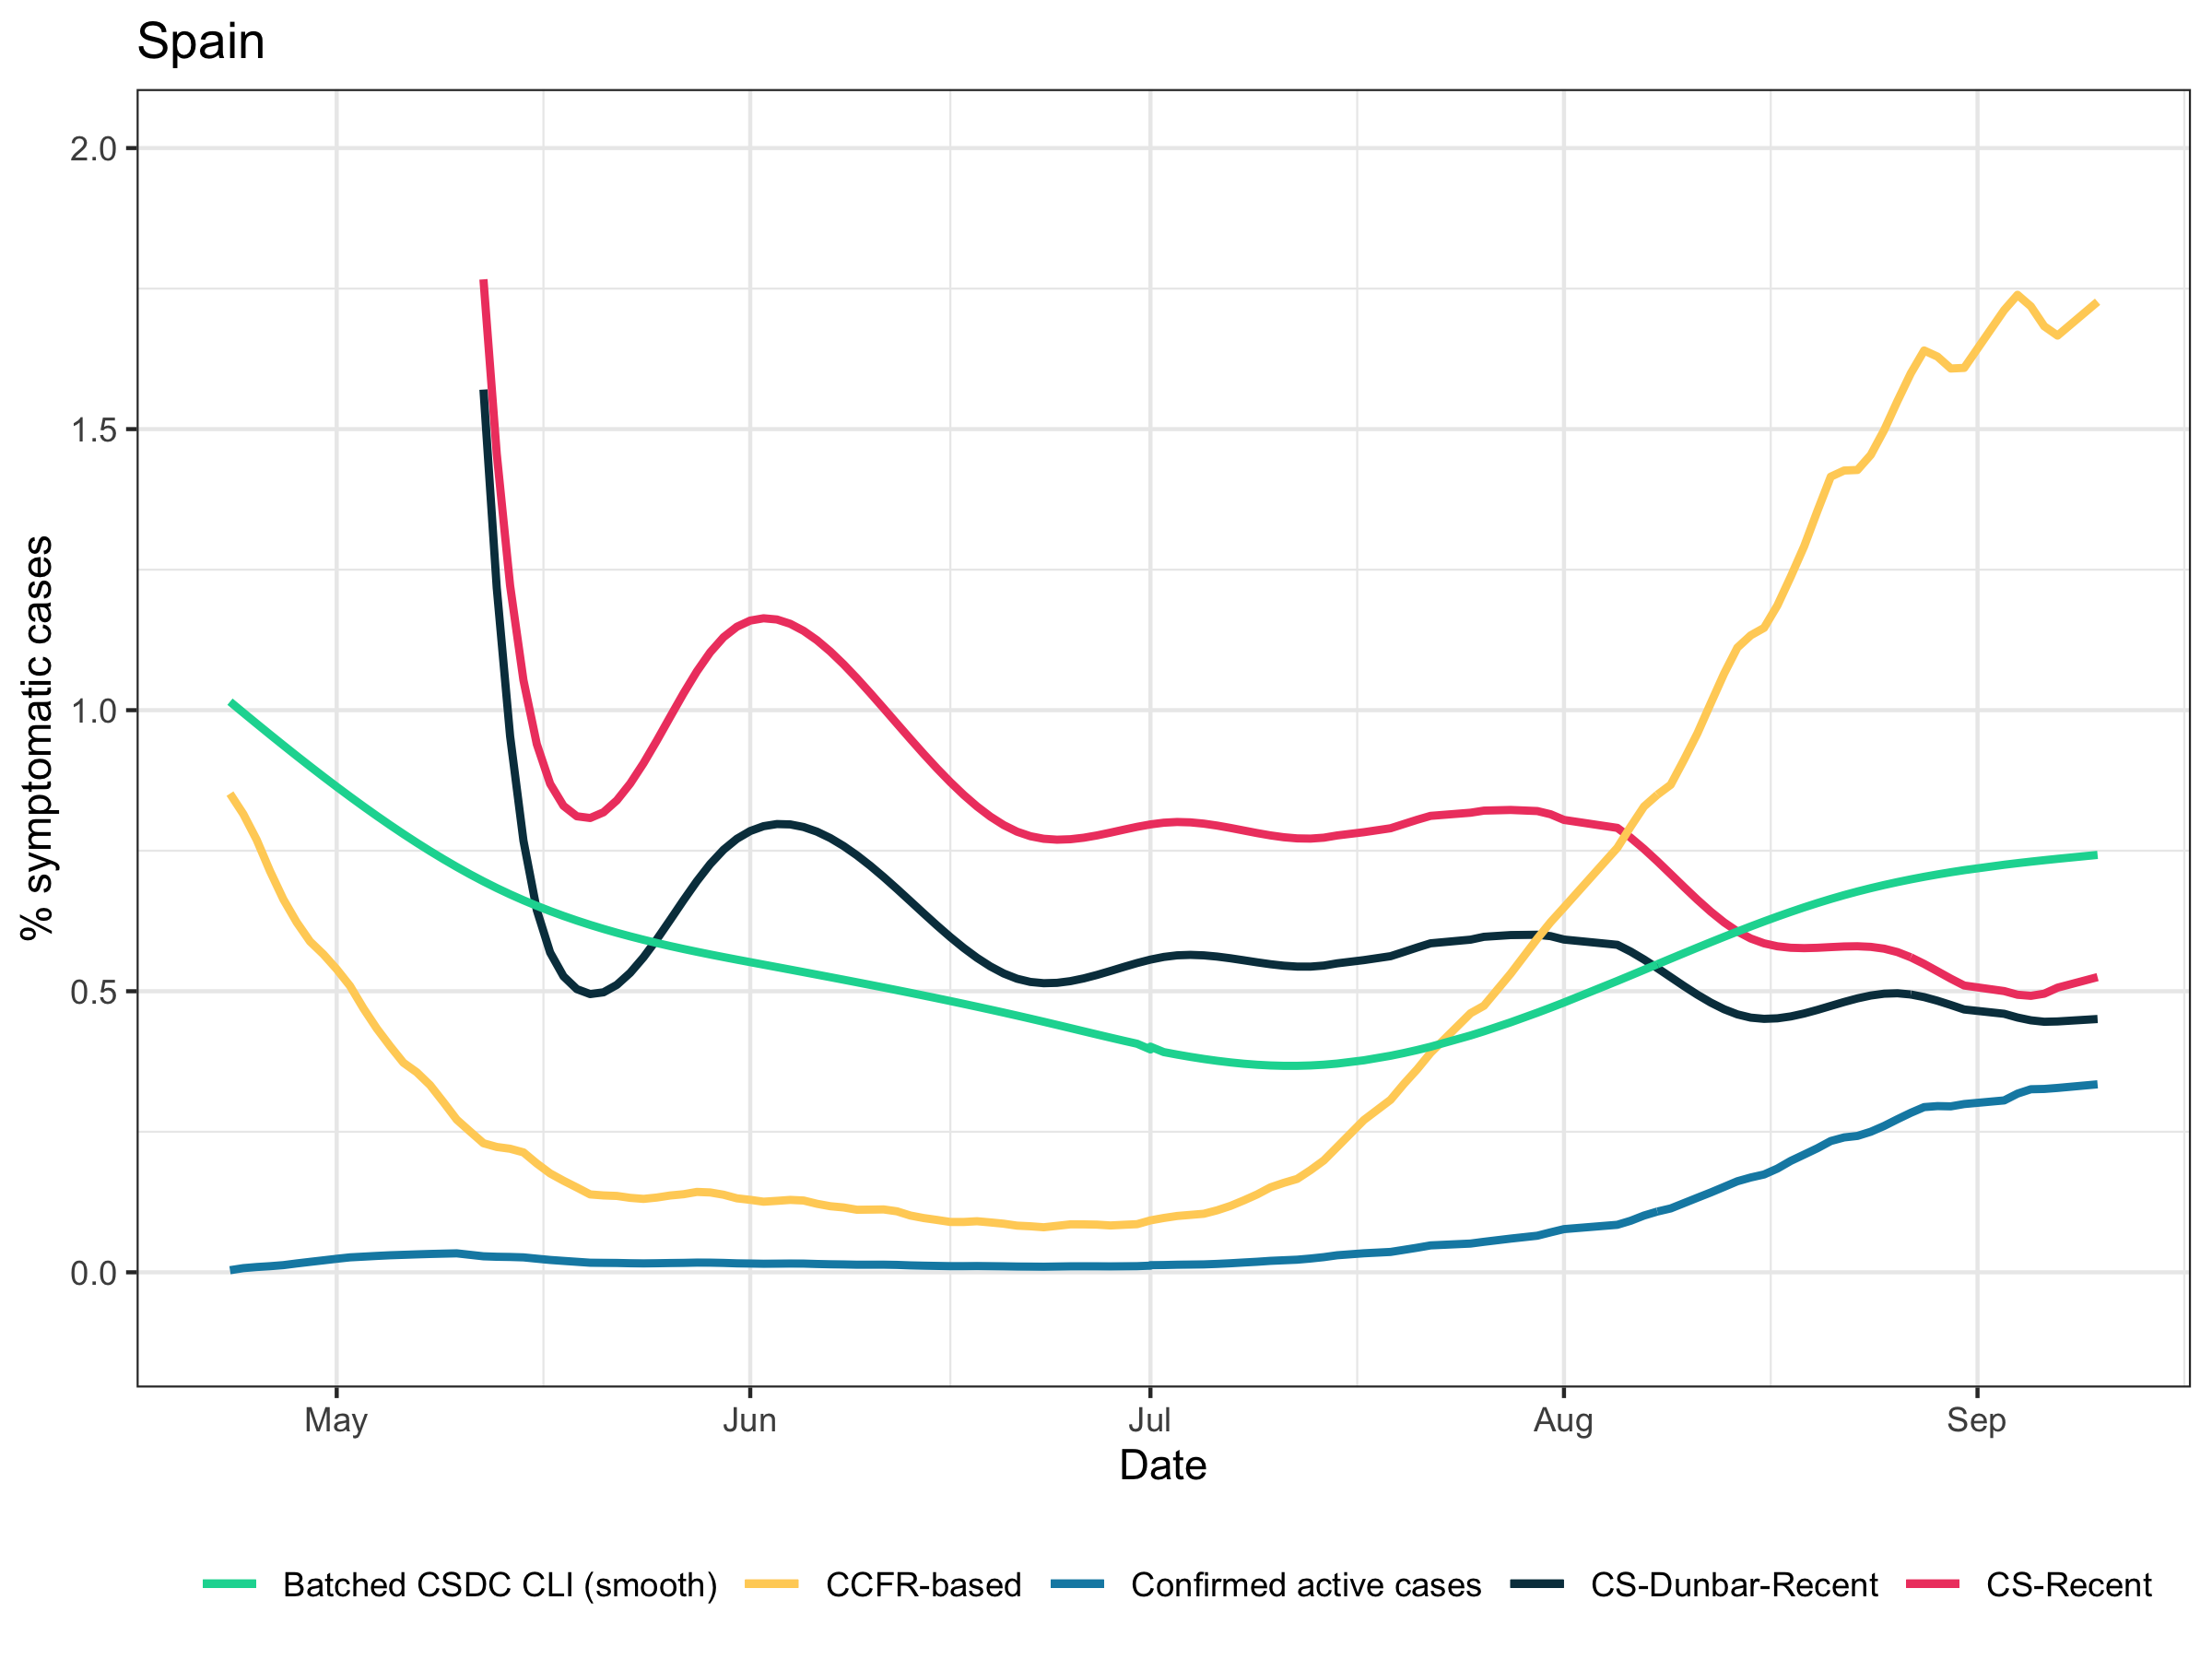 Spain
% symptomatic cases
2.0
1.5
1.0
0.5
0.0
May Jun Jul Aug Sep
Date
Batched CSDC CLI (smooth) CCFR-based Confirmed active cases CS-Dunbar-Recent CS-Recent